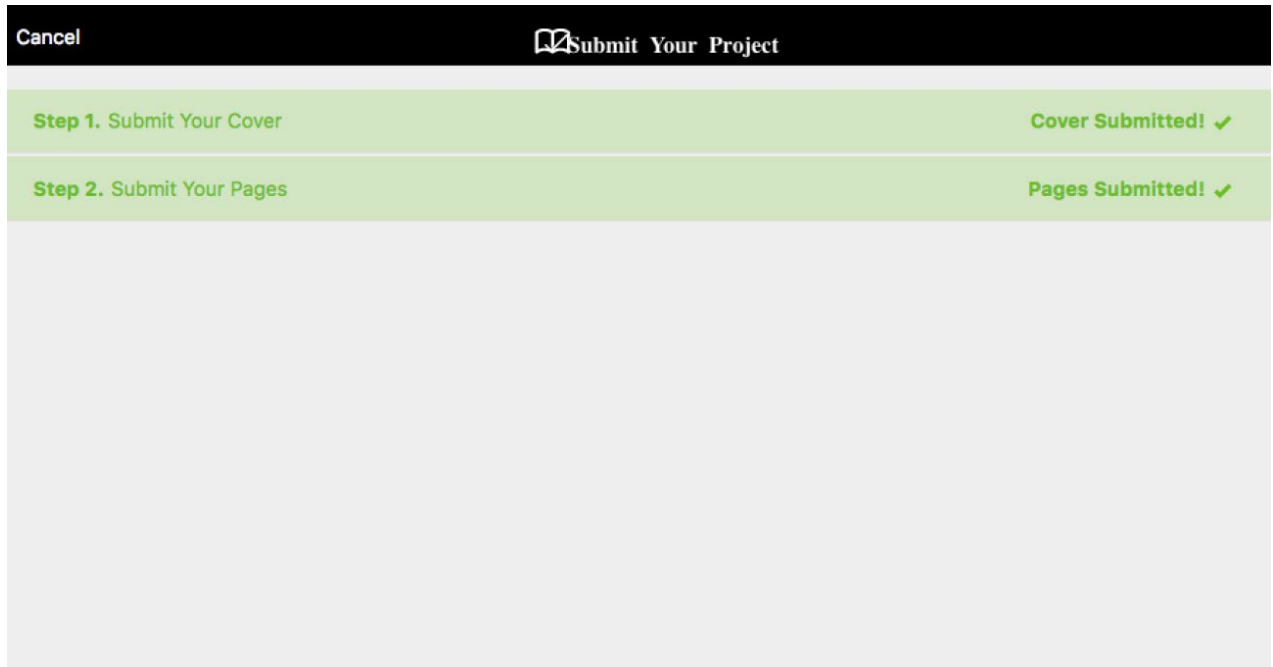 Cancel
Submit Your Project
Step 1. Submit Your Cover
Cover Submitted! ✔
Step 2. Submit Your Pages
Pages Submitted! ✔